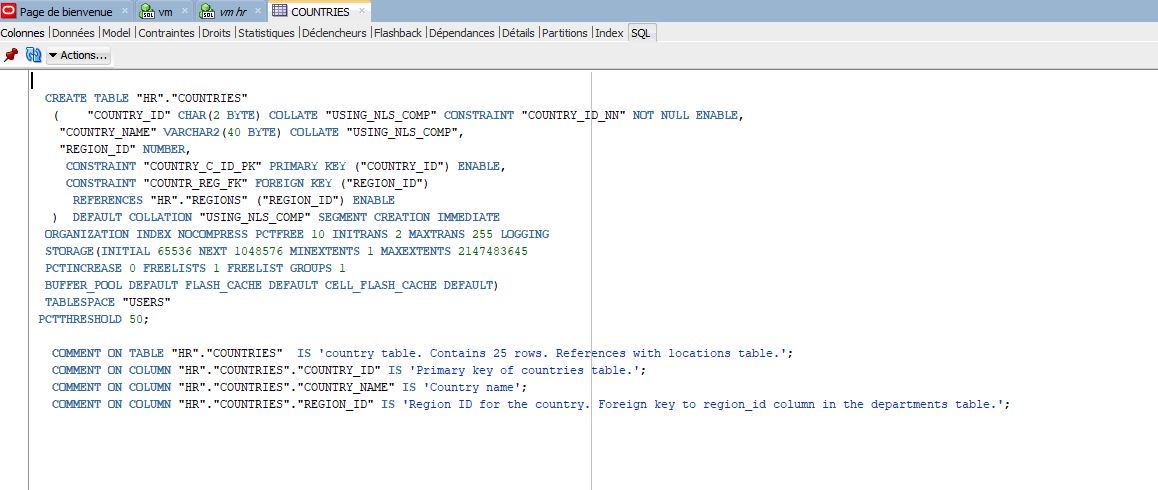 Page de bienvenue × vm × vm hr × COUNTRIES ×
Colonnes |Données |Model |Contraintes |Droits |Statistiques |Déclencheurs |Flashback |Dépendances |Détails |Partitions |Index SQL
Actions...
CREATE TABLE "HR"."COUNTRIES"
( "COUNTRY_ID" CHAR(2 BYTE) COLLATE "USING_NLS_COMP" CONSTRAINT "COUNTRY_ID_NN" NOT NULL ENABLE,
"COUNTRY_NAME" VARCHAR2(40 BYTE) COLLATE "USING_NLS_COMP",
"REGION_ID" NUMBER,
CONSTRAINT "COUNTRY_C_ID_PK" PRIMARY KEY ("COUNTRY_ID") ENABLE,
CONSTRAINT "COUNTR_REG_FK" FOREIGN KEY ("REGION_ID")
REFERENCES "HR"."REGIONS" ("REGION_ID") ENABLE
) DEFAULT COLLATION "USING_NLS_COMP" SEGMENT CREATION IMMEDIATE
ORGANIZATION INDEX NOCOMPRESS PCTFREE 10 INITRANS 2 MAXTRANS 255 LOGGING
STORAGE(INITIAL 65536 NEXT 1048576 MINEXTENTS 1 MAXEXTENTS 2147483645
PCTINCREASE 0 FREELISTS 1 FREELIST GROUPS 1
BUFFER_POOL DEFAULT FLASH_CACHE DEFAULT CELL_FLASH_CACHE DEFAULT)
TABLESPACE "USERS"
PCTTHRESHOLD 50;
COMMENT ON TABLE "HR"."COUNTRIES" IS 'country table. Contains 25 rows. References with locations table.';
COMMENT ON COLUMN "HR"."COUNTRIES"."COUNTRY_ID" IS 'Primary key of countries table.';
COMMENT ON COLUMN "HR"."COUNTRIES"."COUNTRY_NAME" IS 'Country name';
COMMENT ON COLUMN "HR"."COUNTRIES"."REGION_ID" IS 'Region ID for the country. Foreign key to region_id column in the departments table.';